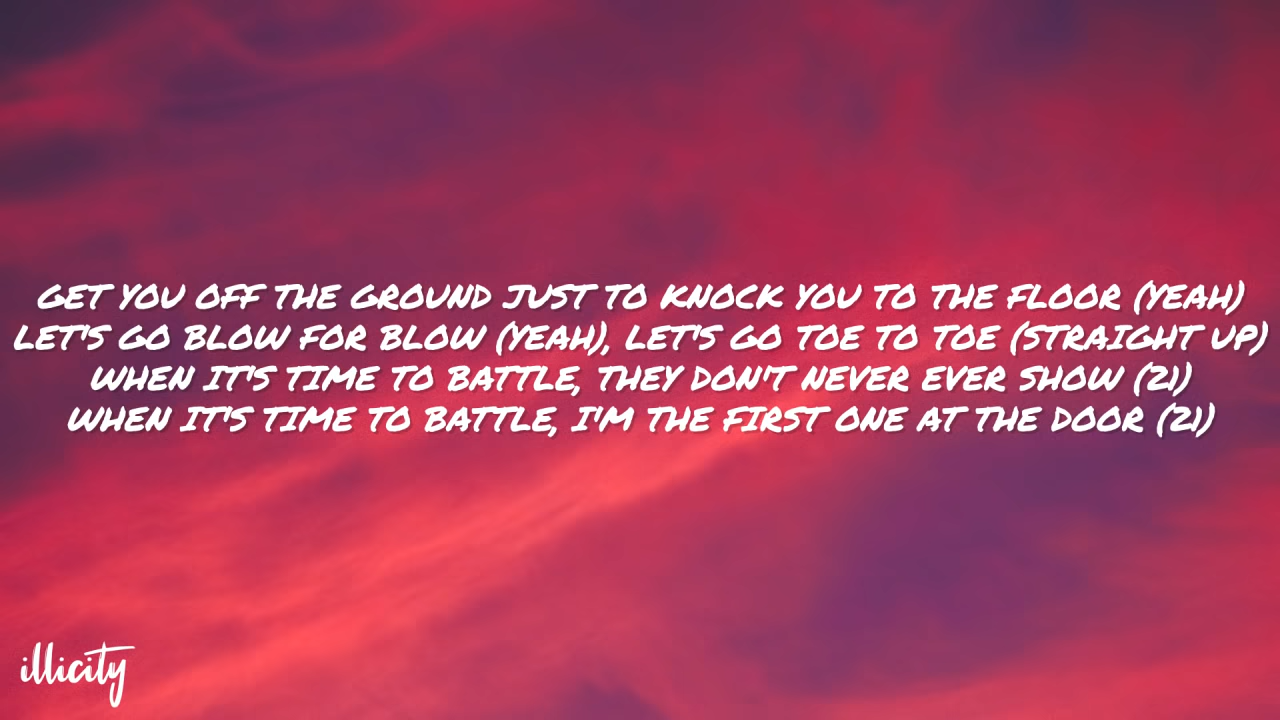 GET YOU OFF THE GROUND JUST TO KNOCK YOU TO THE FLOOR (YEAH)
LET'S GO BLOW FOR BLOW (YEAH), LET'S GO TOE TO TOE (STRAIGHT UP)
WHEN IT'S TIME TO BATTLE, THEY DON'T NEVER EVER SHOW (21)
WHEN IT'S TIME TO BATTLE, I'M THE FIRST ONE AT THE DOOR (21)
illicity